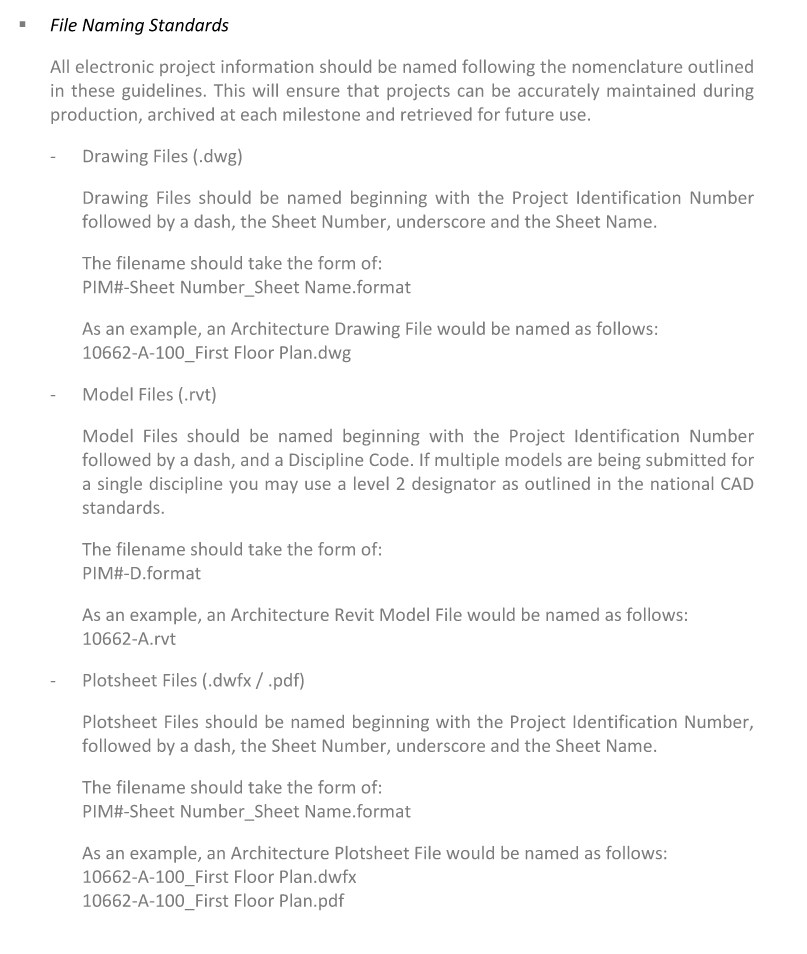 ▪ File Naming Standards
All electronic project information should be named following the nomenclature outlined
in these guidelines. This will ensure that projects can be accurately maintained during
production, archived at each milestone and retrieved for future use.
- Drawing Files (.dwg)
Drawing Files should be named beginning with the Project Identification Number
followed by a dash, the Sheet Number, underscore and the Sheet Name.
The filename should take the form of:
PIM#-Sheet Number_Sheet Name.format
As an example, an Architecture Drawing File would be named as follows:
10662-A-100_First Floor Plan.dwg
- Model Files (.rvt)
Model Files should be named beginning with the Project Identification Number
followed by a dash, and a Discipline Code. If multiple models are being submitted for
a single discipline you may use a level 2 designator as outlined in the national CAD
standards.
The filename should take the form of:
PIM#-D.format
As an example, an Architecture Revit Model File would be named as follows:
10662-A.rvt
- Plotsheet Files (.dwfx / .pdf)
Plotsheet Files should be named beginning with the Project Identification Number,
followed by a dash, the Sheet Number, underscore and the Sheet Name.
The filename should take the form of:
PIM#-Sheet Number_Sheet Name.format
As an example, an Architecture Plotsheet File would be named as follows:
10662-A-100_First Floor Plan.dwfx
10662-A-100_First Floor Plan.pdf